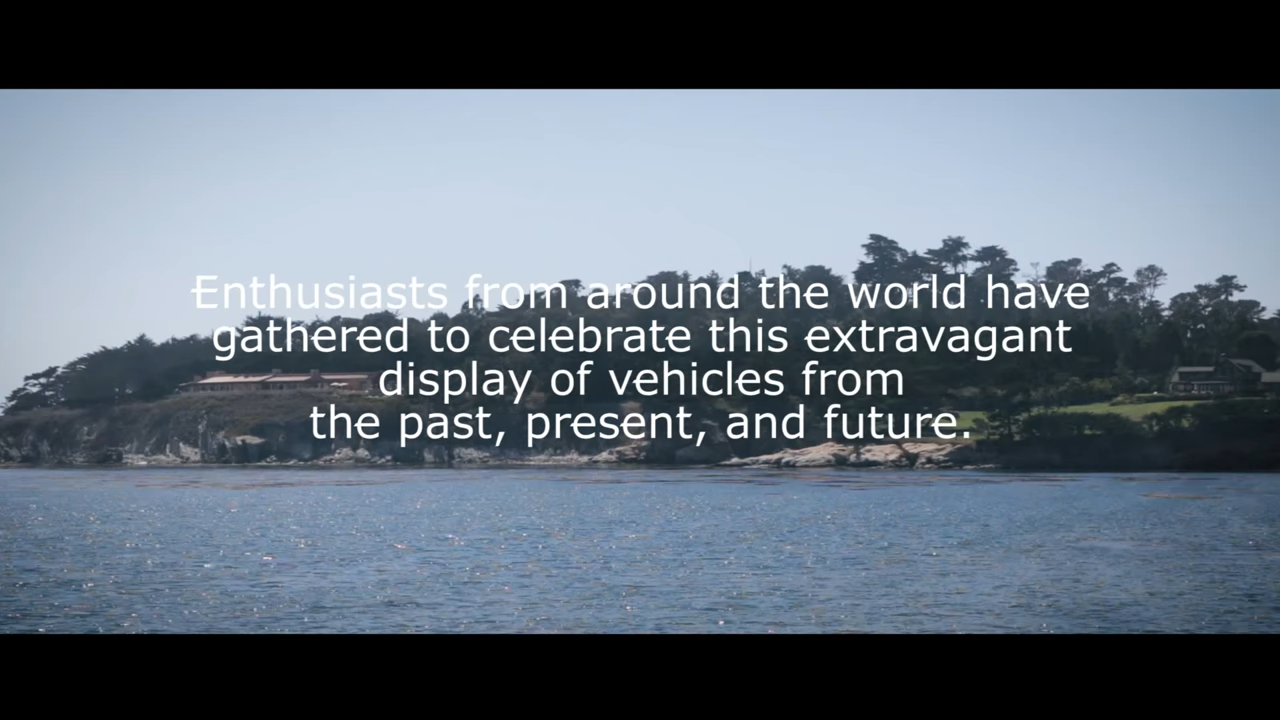 Enthusiasts from around the world have
gathered to celebrate this extravagant
display of vehicles from
the past, present, and future.